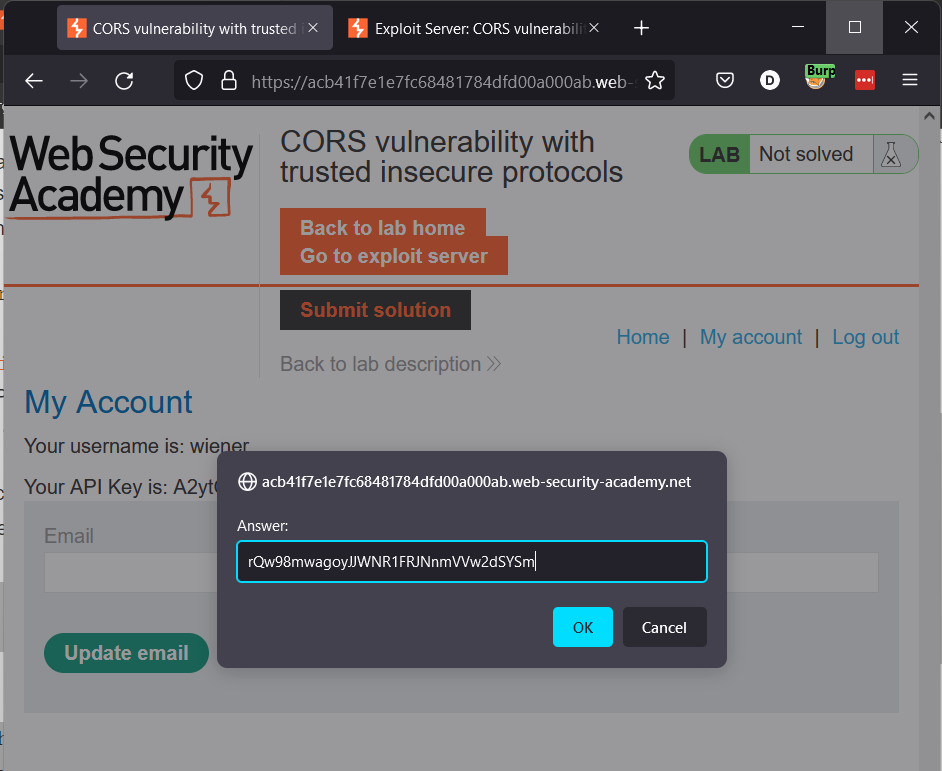 CORS vulnerability with trusted i
Exploit Server: CORS vulnerabili
https://acb41f7e1e7fc68481784dfd00a000ab.web-
D
Burp
Web Security
Academy
CORS vulnerability with
trusted insecure protocols
LAB Not solved
Back to lab home
Go to exploit server
Submit solution
Home | My account | Log out
Back to lab description
My Account
Your username is: wiener
Your API Key is: A2yt
acb41f7e1e7fc68481784dfd00a000ab.web-security-academy.net
Answer:
rQw98mwagoyJJWNR1FRJNnmVVw2dSYSm
OK
Cancel
Email
Update email